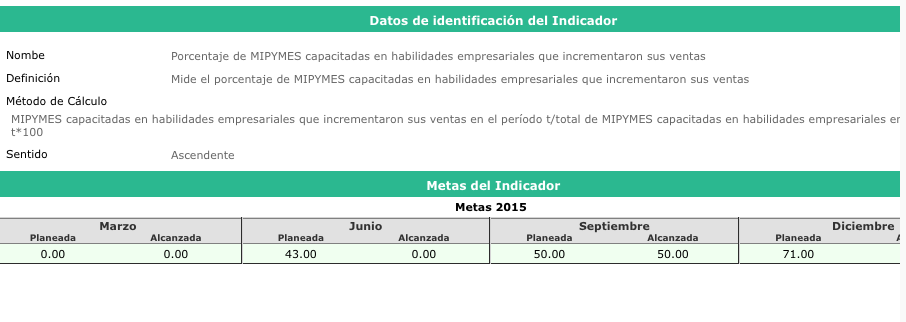 Datos de identificación del Indicador
Nombe Porcentaje de MIPYMES capacitadas en habilidades empresariales que incrementaron sus ventas
Definición Mide el porcentaje de MIPYMES capacitadas en habilidades empresariales que incrementaron sus ventas
Método de Cálculo
MIPYMES capacitadas en habilidades empresariales que incrementaron sus ventas en el período t/total de MIPYMES capacitadas en habilidades empresariales
t*100
Sentido Ascendente
Metas del Indicador
Metas 2015
Marzo Junio Septiembre Diciembre
Planeada Alcanzada Planeada Alcanzada Planeada Alcanzada Planeada
0.00 0.00 43.00 0.00 50.00 50.00 71.00